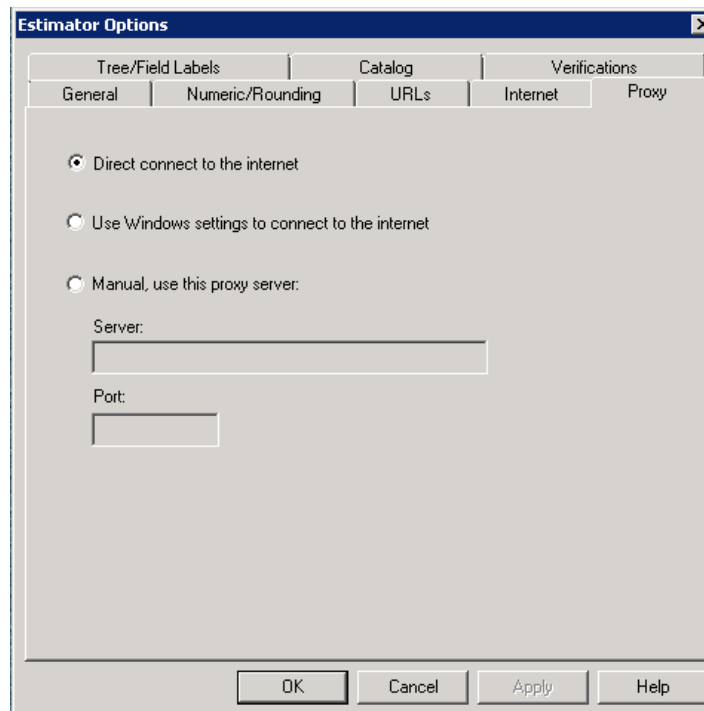 Estimator Options
Tree/Field Labels Catalog Verifications
General Numeric/Rounding URLs Internet Proxy
Direct connect to the internet
Use Windows settings to connect to the internet
Manual, use this proxy server:
Server:
Port:
OK Cancel Apply Help